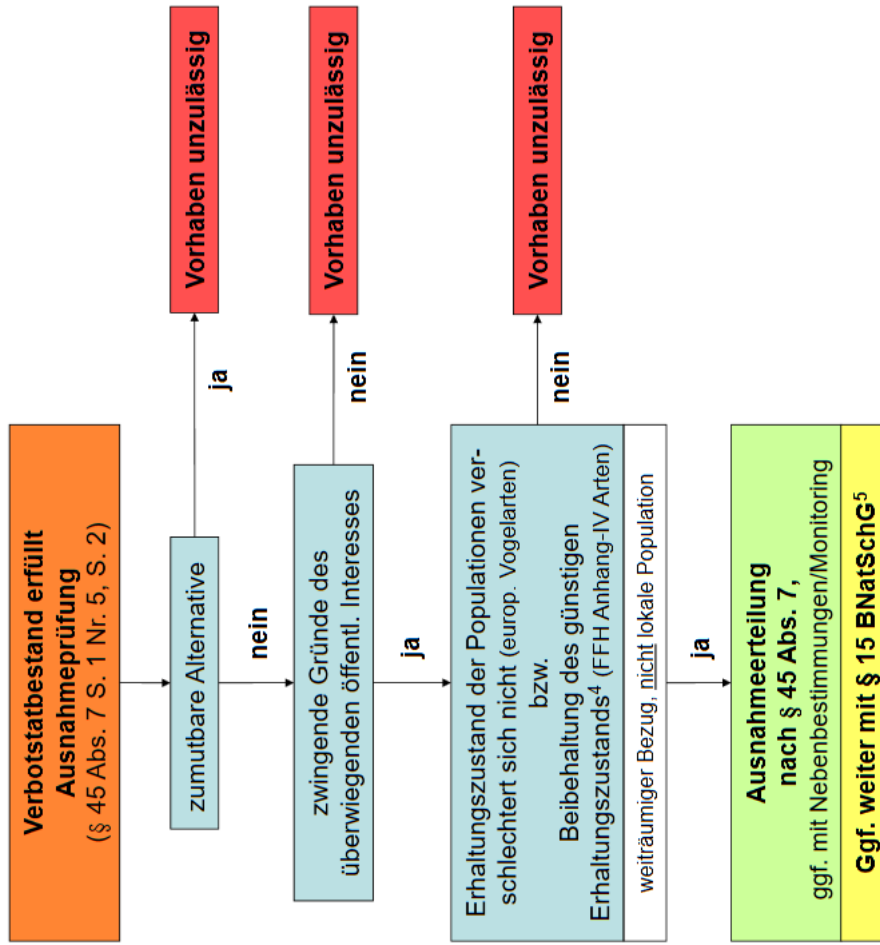 Verbotstatbestand erfüllt
Ausnahmeprüfung
(§ 45 Abs. 7 S. 1 Nr. 5, S. 2)
zumutbare Alternative
ja
Vorhaben unzulässig
nein
zwingende Gründe des
überwiegenden öffentl. Interesses
nein
Vorhaben unzulässig
ja
Erhaltungszustand der Populationen ver-
schlechtert sich nicht (europ. Vogelarten)
bzw.
Beibehaltung des günstigen
Erhaltungszustands⁴ (FFH Anhang-IV Arten)
weiträumiger Bezug, nicht lokale Population
nein
Vorhaben unzulässig
ja
Ausnahmeerteilung
nach § 45 Abs. 7,
ggf. mit Nebenbestimmungen/Monitoring
Ggf. weiter mit § 15 BNatSchG⁵